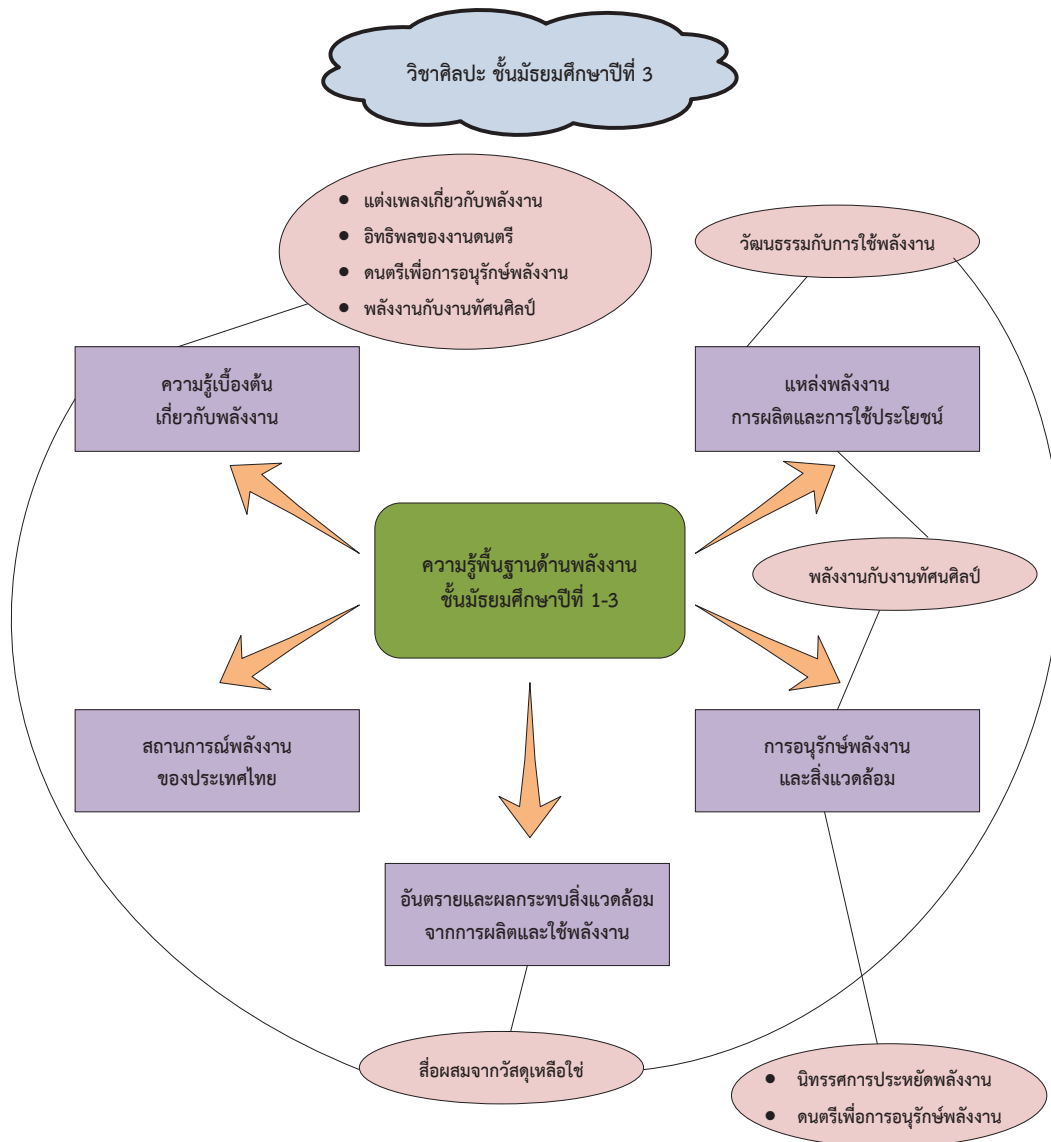 วิชาศิลปะ ชั้นมัธยมศึกษาปีที่ 3
● แต่งเพลงเกี่ยวกับพลังงาน
● อิทธิพลของงานดนตรี
● ดนตรีเพื่อการอนุรักษ์พลังงาน
● พลังงานกับงานทัศนศิลป์
วัฒนธรรมกับการใช้พลังงาน
ความรู้เบื้องต้น
เกี่ยวกับพลังงาน
แหล่งพลังงาน
การผลิตและการใช้ประโยชน์
ความรู้พื้นฐานด้านพลังงาน
ชั้นมัธยมศึกษาปีที่ 1-3
พลังงานกับงานทัศนศิลป์
สถานการณ์พลังงาน
ของประเทศไทย
การอนุรักษ์พลังงาน
และสิ่งแวดล้อม
อันตรายและผลกระทบสิ่งแวดล้อม
จากการผลิตและใช้พลังงาน
สื่อผสมจากวัสดุเหลือใช่
● นิทรรศการประหยัดพลังงาน
● ดนตรีเพื่อการอนุรักษ์พลังงาน